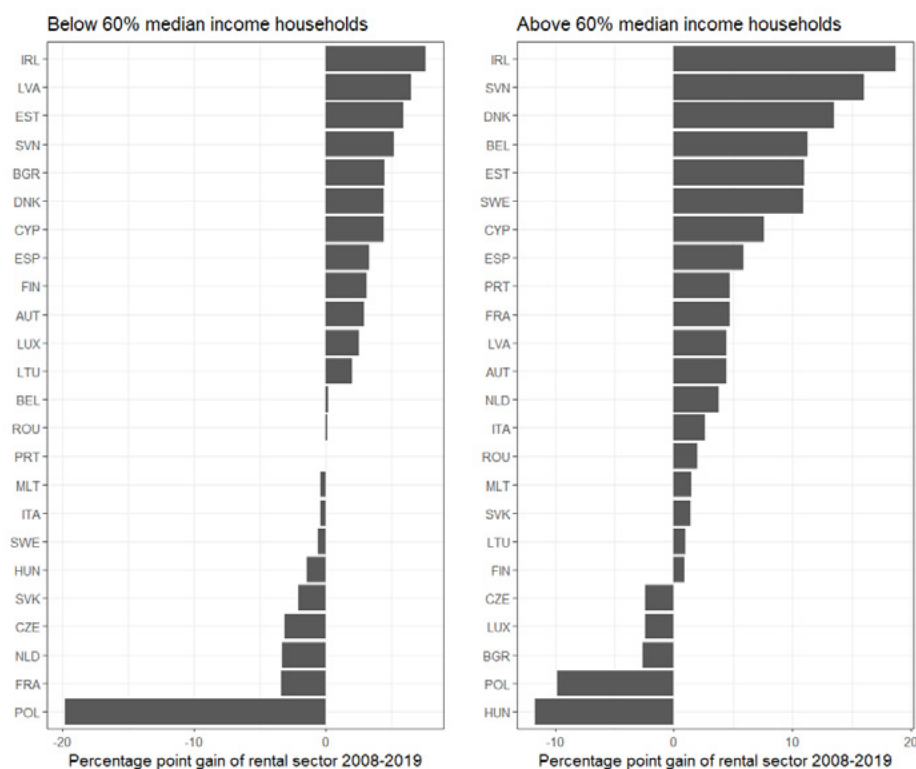 Below 60% median income households
IRL
LVA
EST
SVN
BGR
DNK
CYP
ESP
FIN
AUT
LUX
LTU
BEL
ROU
PRT
MLT
ITA
SWE
HUN
SVK
CZE
NLD
FRA
POL
-20
-10
0
Percentage point gain of rental sector 2008-2019
Above 60% median income households
IRL
SVN
DNK
BEL
EST
SWE
CYP
ESP
PRT
FRA
LVA
AUT
NLD
ITA
ROU
MLT
SVK
LTU
FIN
CZE
LUX
BGR
POL
HUN
-10
0
10
20
Percentage point gain of rental sector 2008-2019